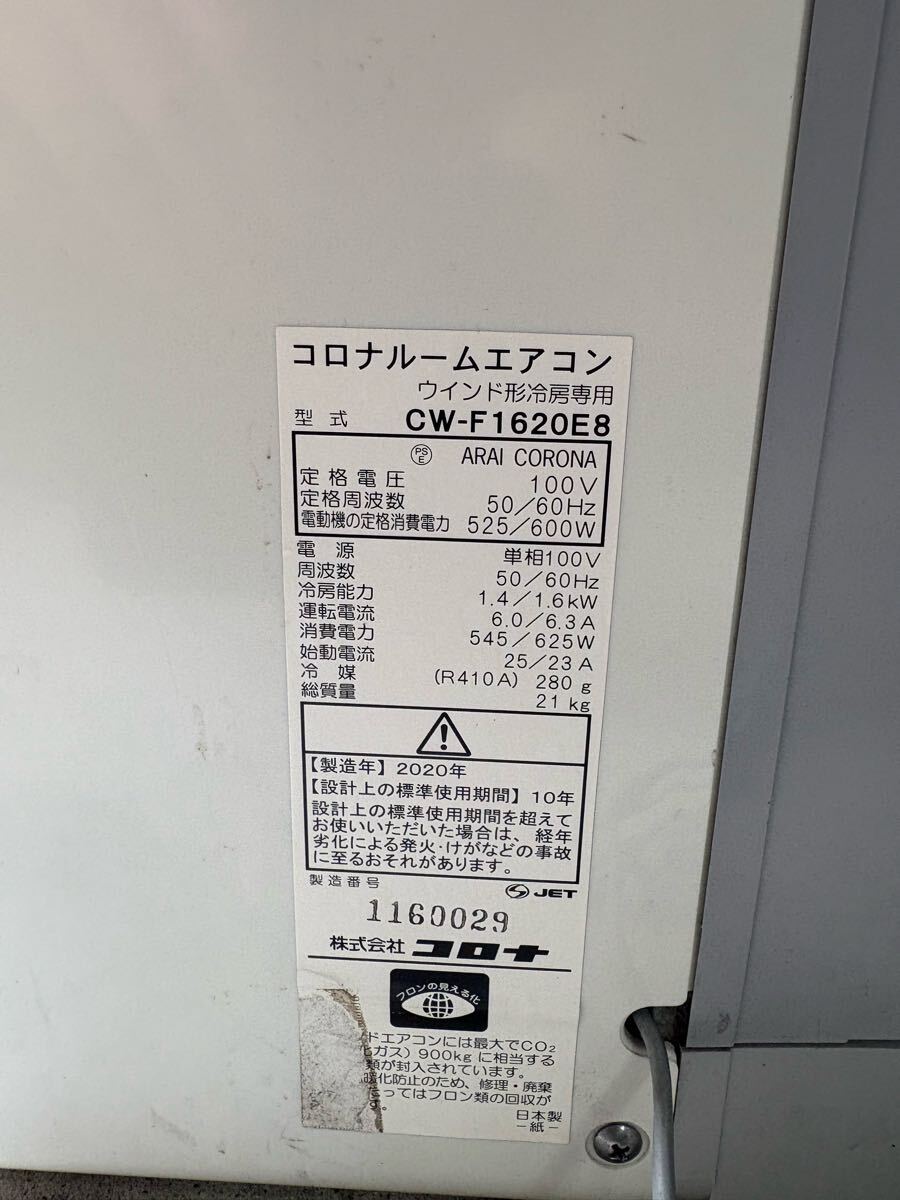 コロナルームエアコン
ウインド形冷房専用
型式 CW-F1620E8
PSE ARAI CORONA
定格電圧 100V
定格周波数 50/60Hz
電動機の定格消費電力 525/600W
電源 単相100V
周波数 50/60Hz
冷房能力 1.4/1.6kW
運転電流 6.0/6.3A
消費電力 545/625W
始動電流 25/23A
冷媒 (R410A) 280g
総質量 21kg
【製造年】2020年
【設計上の標準使用期間】10年
設計上の標準使用期間を超えて
お使いいただいた場合は、経年
劣化による発火・けがなどの事故
に至るおそれがあります。
製造番号 JET
1160029
株式会社 コロナ
フロンの見える化
ドエアコンには最大でCO₂
ガス)900kgに相当する
類が封入されています。
暖化防止のため、修理・廃棄
ってはフロン類の回収が
す。
日本製
-紙-